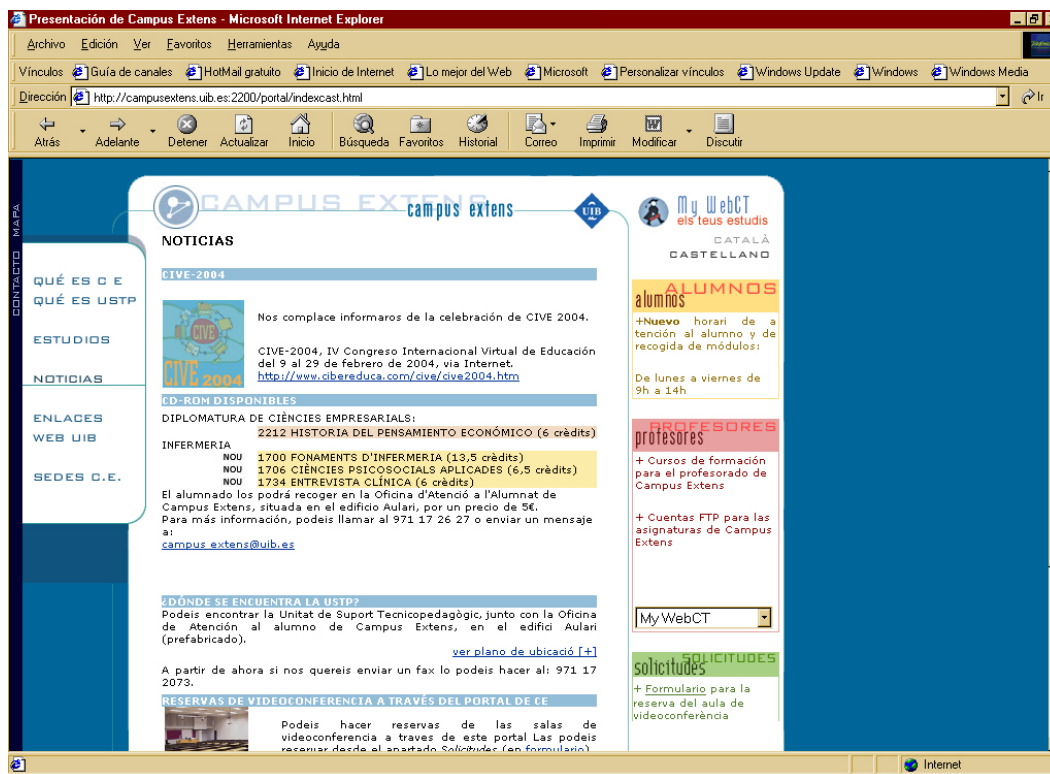 Presentación de Campus Extens - Microsoft Internet Explorer
Archivo Edición Ver Favoritos Herramientas Ayuda
Vínculos Guía de canales HotMail gratuito Inicio de Internet Lo mejor del Web Microsoft Personalizar vínculos Windows Update Windows Windows Media
Dirección http://campusextens.uib.es:2200/portal/indexcast.html Ir
Atrás Adelante Detener Actualizar Inicio Búsqueda Favoritos Historial Correo Imprimir Modificar Discutir
CONTACTO MAPA
CAMPUS EXTENS
campus extens
UIB
QUÉ ES C E
QUÉ ES USTP
ESTUDIOS
NOTICIAS
ENLACES
WEB UIB
SEDES C.E.
NOTICIAS
CIVE-2004
CIVE
CIVE 2004
Nos complace informaros de la celebración de CIVE 2004.
CIVE-2004, IV Congreso Internacional Virtual de Educación
del 9 al 29 de febrero de 2004, via Internet.
http://www.cibereduca.com/cive/cive2004.htm
CD-ROM DISPONIBLES
DIPLOMATURA DE CIÈNCIES EMPRESARIALS:
2212 HISTORIA DEL PENSAMIENTO ECONÓMICO (6 crèdits)
INFERMERIA
NOU 1700 FONAMENTS D'INFERMERIA (13,5 crèdits)
NOU 1706 CIÈNCIES PSICOSOCIALS APLICADES (6,5 crèdits)
NOU 1734 ENTREVISTA CLÍNICA (6 crèdits)
El alumnado los podrá recoger en la Oficina d'Atenció a l'Alumnat de
Campus Extens, situada en el edificio Aulari, por un precio de 5€.
Para más información, podeis llamar al 971 17 26 27 o enviar un mensaje
a:
campus_extens@uib.es
¿DÓNDE SE ENCUENTRA LA USTP?
Podeis encontrar la Unitat de Suport Tecnicopedagògic, junto con la Oficina
de Atención al alumno de Campus Extens, en el edifici Aulari
(prefabricado).
ver plano de ubicació [+]
A partir de ahora si nos quereis enviar un fax lo podeis hacer al: 971 17
2073.
RESERVAS DE VIDEOCONFERENCIA A TRAVÉS DEL PORTAL DE CE
Podeis hacer reservas de las salas de
videoconferencia a traves de este portal Las podeis
reservar desde el apartado Solicitudes (en formulario)
My WebCT
els teus estudis
CATALÀ
CASTELLANO
ALUMNOS
alumnos
+Nuevo horari de a
tención al alumno y de
recogida de módulos:
De lunes a viernes de
9h a 14h
PROFESORES
profesores
+ Cursos de formación
para el profesorado de
Campus Extens
+ Cuentas FTP para las
asignaturas de Campus
Extens
My WebCT
SOLICITUDES
solicitudes
+ Formulario para la
reserva del aula de
videoconferència
Internet